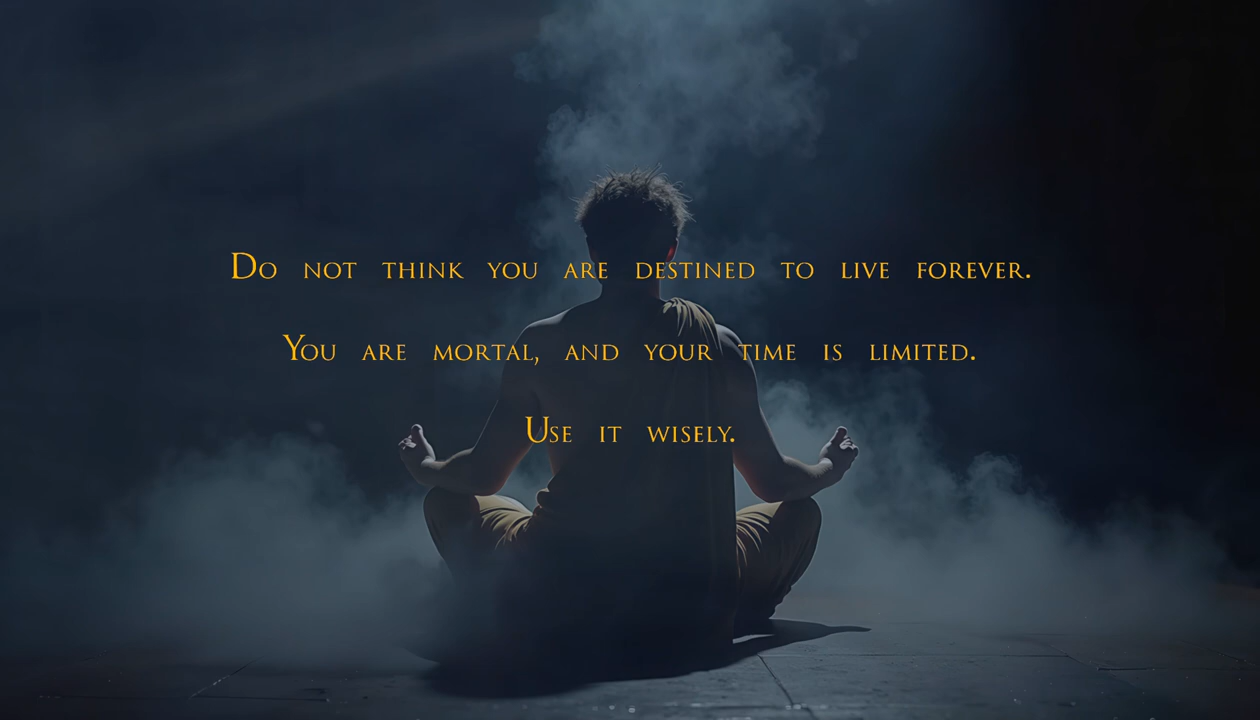 Do not think you are destined to live forever.
You are mortal, and your time is limited.
Use it wisely.